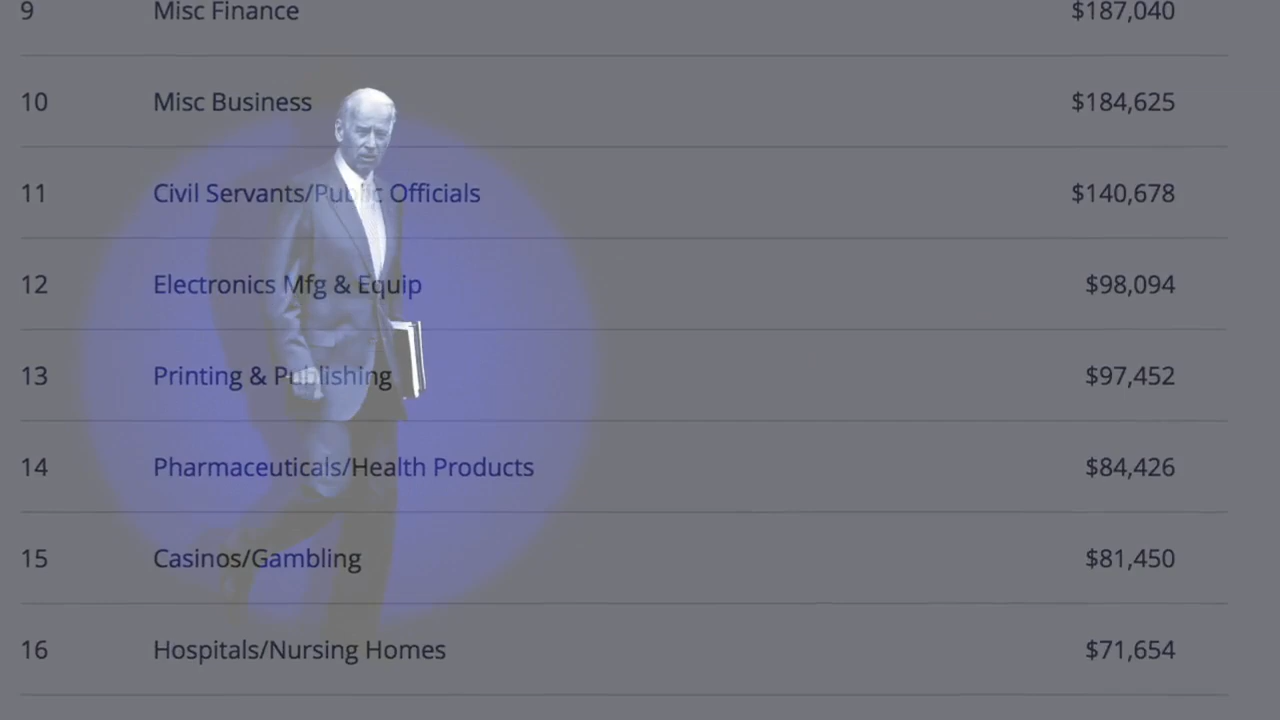 9 Misc Finance $187,040
10 Misc Business $184,625
11 Civil Servants/Public Officials $140,678
12 Electronics Mfg & Equip $98,094
13 Printing & Publishing $97,452
14 Pharmaceuticals/Health Products $84,426
15 Casinos/Gambling $81,450
16 Hospitals/Nursing Homes $71,654